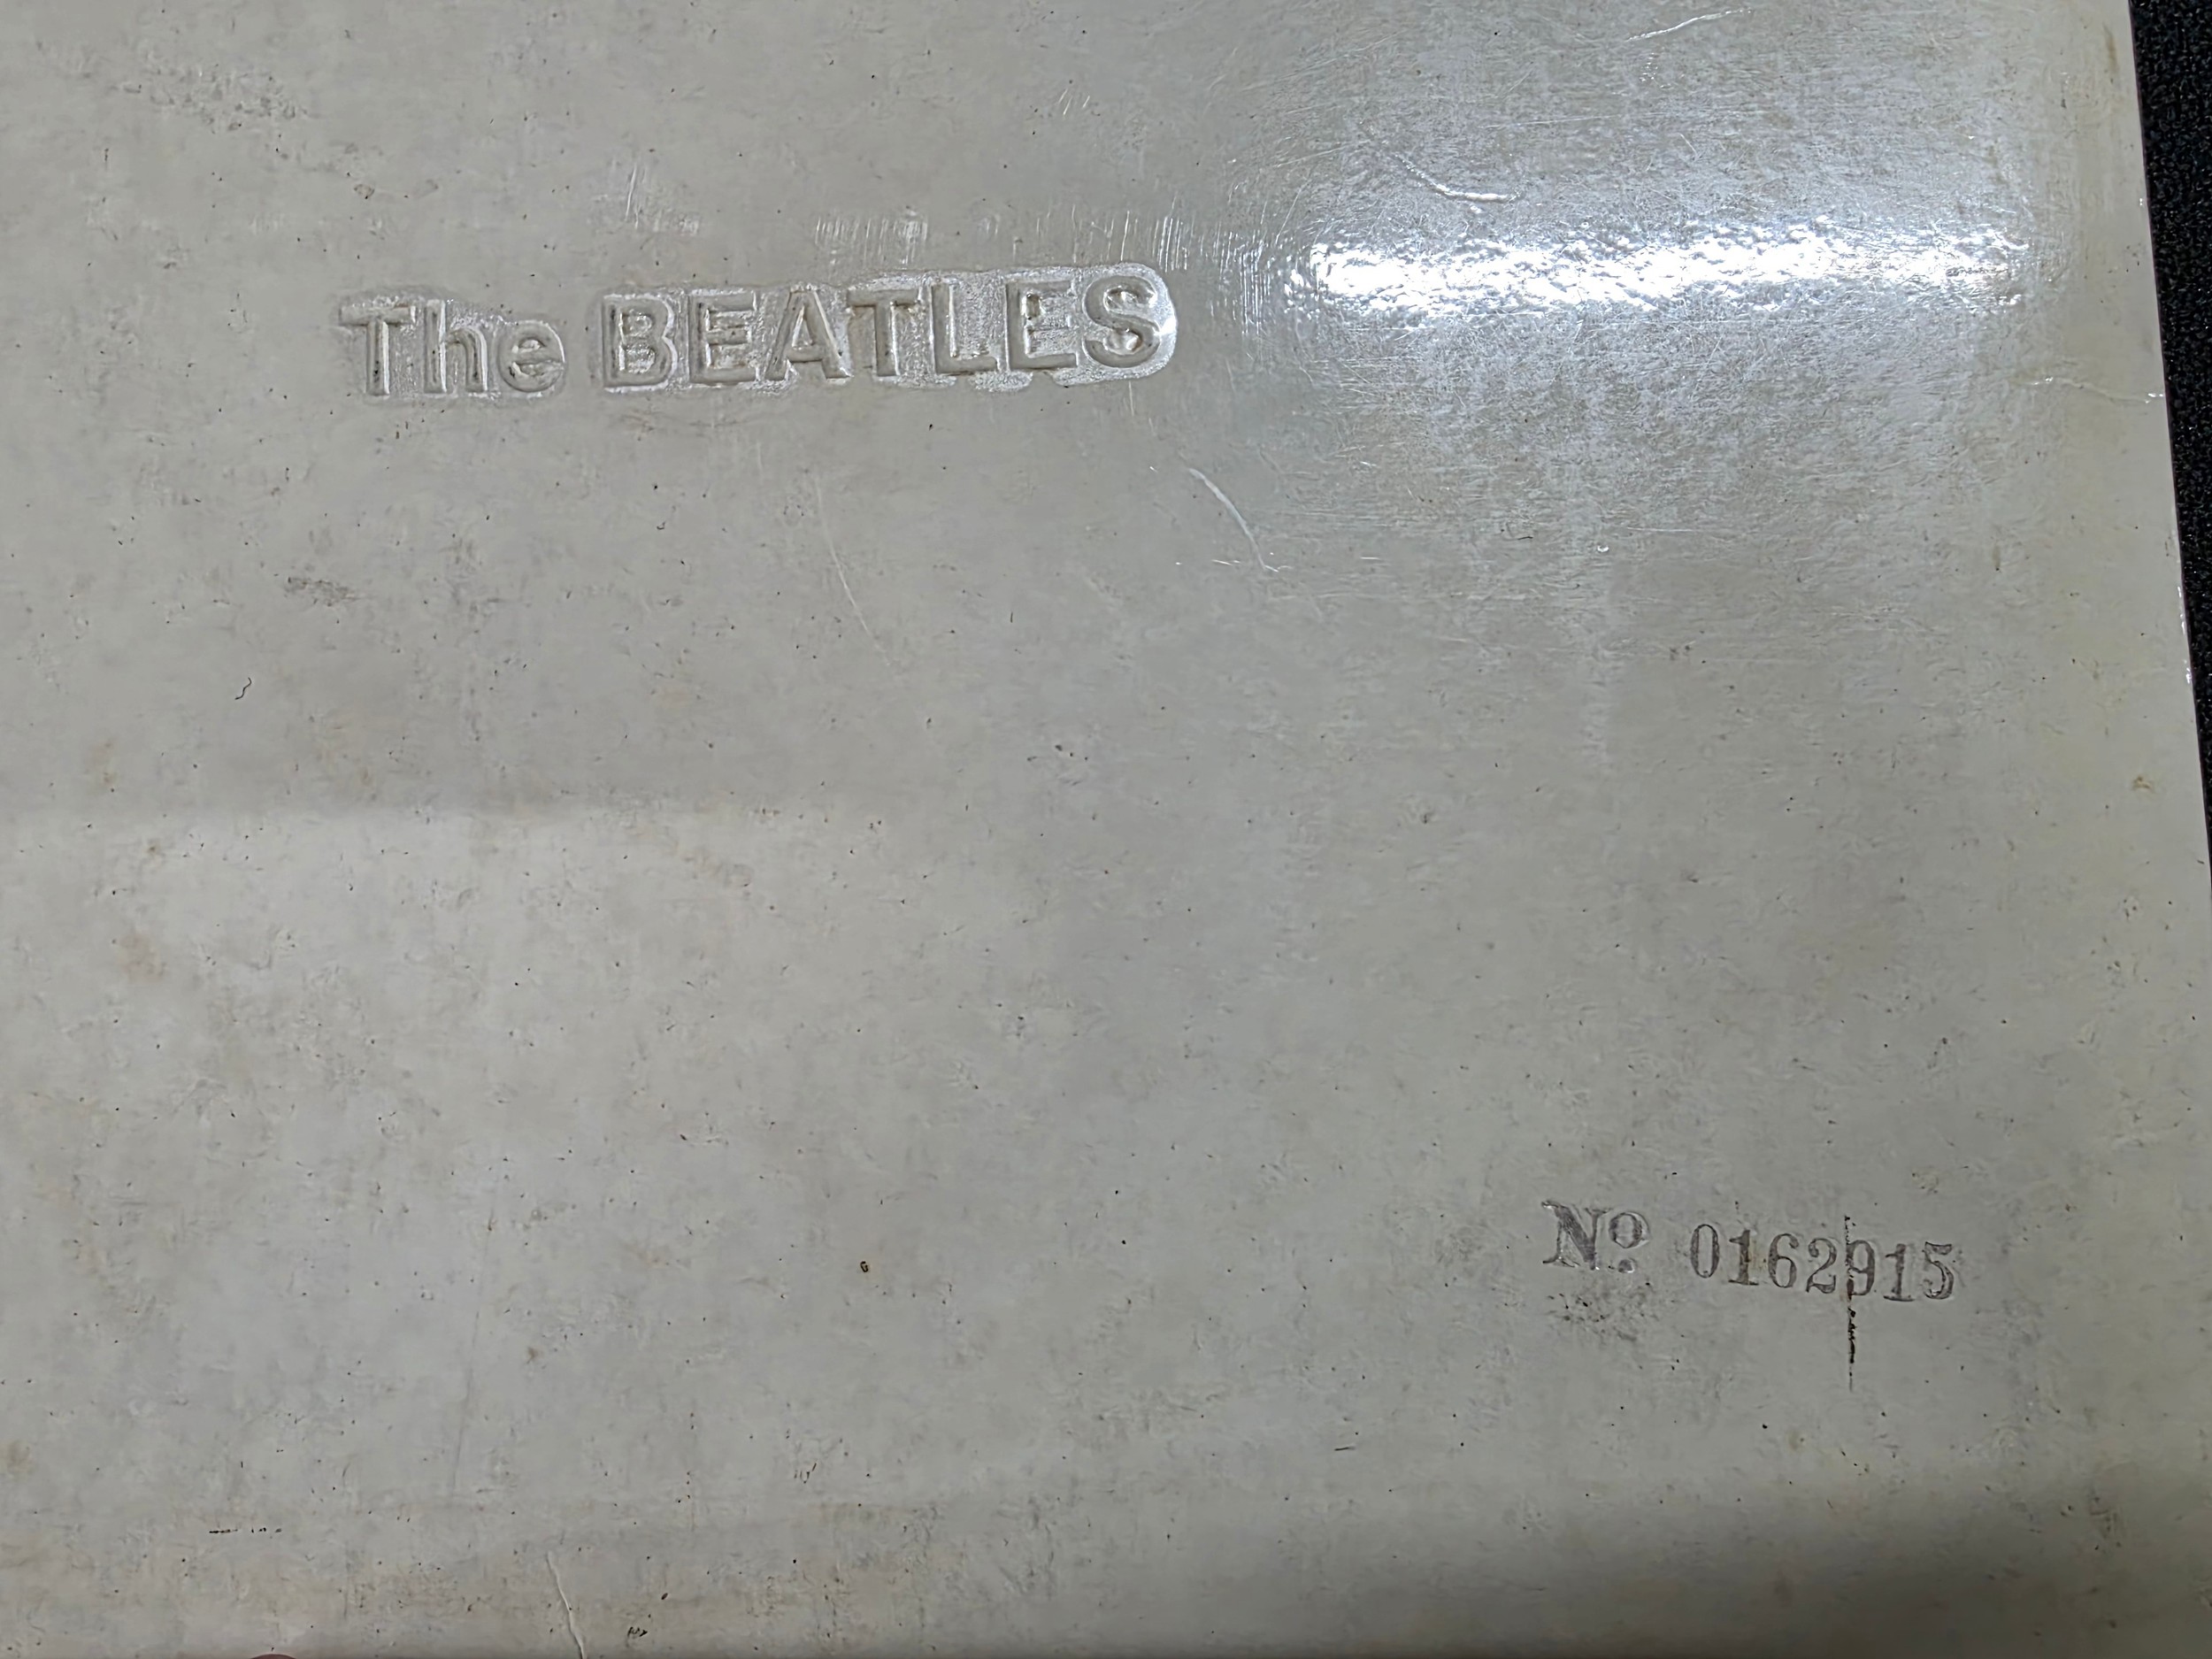 The BEATLES
Nº 0162915